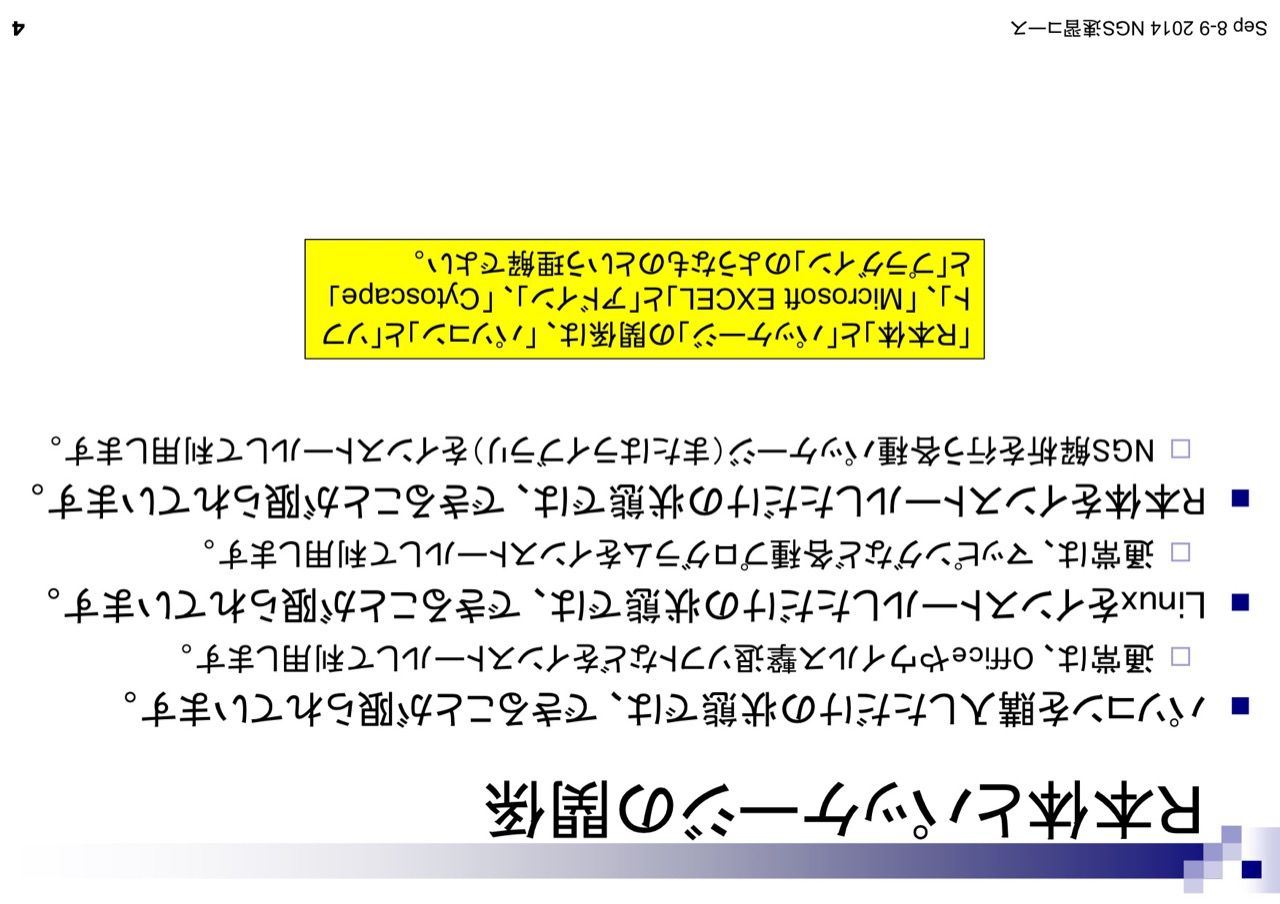 R本体とパッケージの関係
■ パソコンを購入しただけの状態では、できることが限られています。
□ 通常は、Officeやウイルス撃退ソフトなどをインストールして利用します。
■ Linuxをインストールしただけの状態では、できることが限られています。
□ 通常は、マッピングなど各種プログラムをインストールして利用します。
■ R本体をインストールしただけの状態では、できることが限られています。
□ NGS解析を行う各種パッケージ(またはライブラリ)をインストールして利用します。
「R本体」と「パッケージ」の関係は、「パソコン」と「ソフ
ト」、「Microsoft EXCEL」と「アドイン」、「Cytoscape」
と「プラグイン」のようなものという理解でよい。
Sep 8-9 2014 NGS速習コース
4